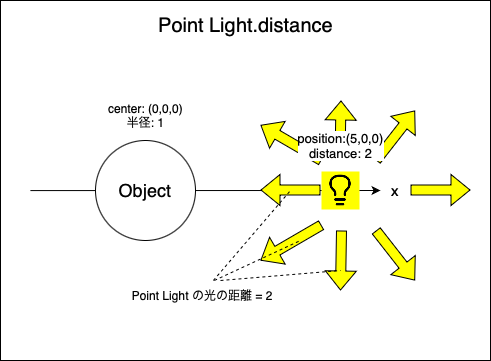 Point Light.distance
center: (0,0,0)
半径: 1
position:(5,0,0)
distance: 2
Object
x
Point Light の光の距離 = 2